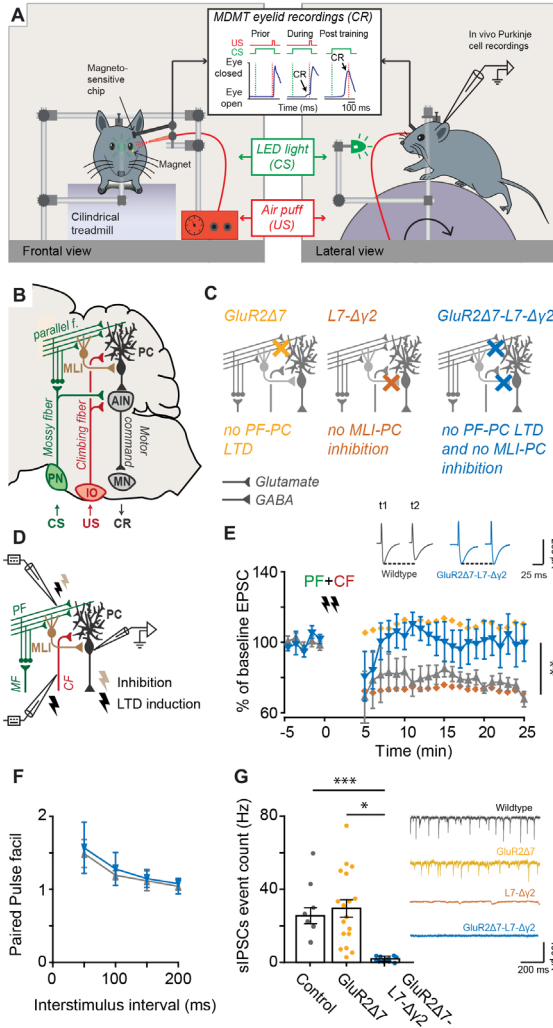 A
MDMT eyelid recordings (CR)
Prior
During
Post training
US
CS
Eye
closed
CR
CR
Eye
open
Time (ms)
100 ms
Magneto-
sensitive
chip
Magnet
In vivo Purkinje
cell recordings
LED light
(CS)
Cilindrical
treadmill
Air puff
(US)
Frontal view
Lateral view
B
parallel f.
PC
MLI
AIN
Mossy fiber
Climbing fiber
Motor
command
PN
IO
MN
CS
US
CR
C
GluR2Δ7
L7-Δγ2
GluR2Δ7-L7-Δγ2
no PF-PC
LTD
no MLI-PC
inhibition
no PF-PC LTD
and no MLI-PC
inhibition
Glutamate
GABA
D
PF
PC
MLI
MF
CF
Inhibition
LTD induction
E
t1
t2
Wildtype
GluR2Δ7-L7-Δγ2
25 ms
PF+CF
% of baseline EPSC
140
100
60
-5
0
5
10
15
20
25
Time (min)
**
F
Paired Pulse facil
2
1
0
0
100
200
Interstimulus interval (ms)
G
***
*
sIPSCs event count (Hz)
80
40
0
Control
GluR2Δ7
GluR2Δ7-
L7-Δγ2
Wildtype
GluR2Δ7
L7-Δγ2
GluR2Δ7-L7-Δγ2
200 ms